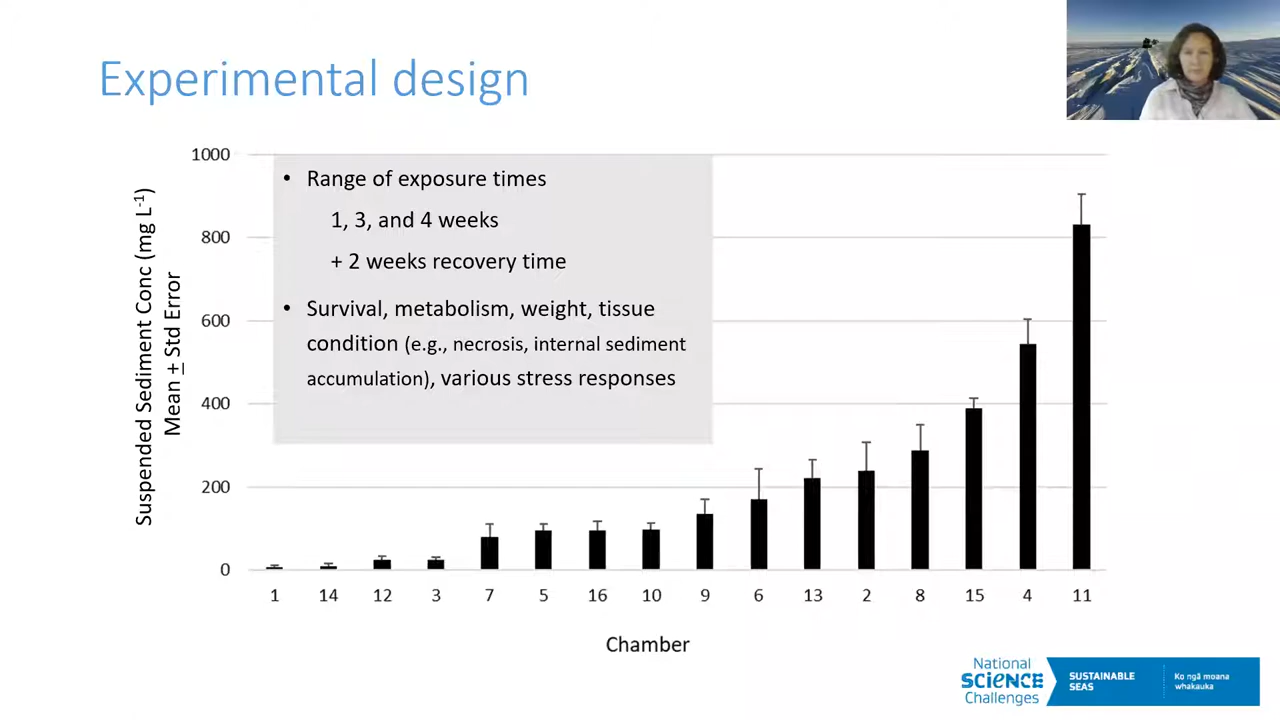 Experimental design
1000
800
600
400
200
0
Suspended Sediment Conc (mg L-1)
Mean ± Std Error
• Range of exposure times
1, 3, and 4 weeks
+ 2 weeks recovery time
• Survival, metabolism, weight, tissue
condition (e.g., necrosis, internal sediment
accumulation), various stress responses
1 14 12 3 7 5 16 10 9 6 13 2 8 15 4 11
Chamber
National
SCIENCE
Challenges
SUSTAINABLE
SEAS
Ko ngā moana
whakauka